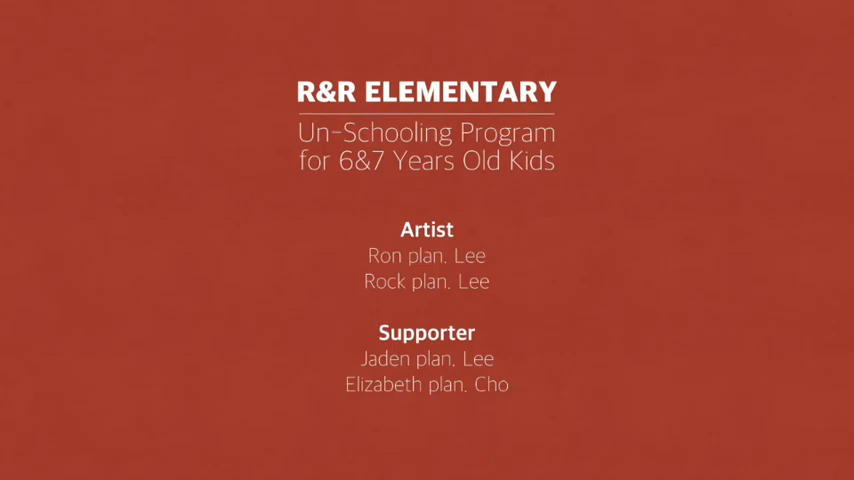 R&R ELEMENTARY
Un-Schooling Program
for 6&7 Years Old Kids
Artist
Ron plan. Lee
Rock plan. Lee
Supporter
Jaden plan. Lee
Elizabeth plan. Cho